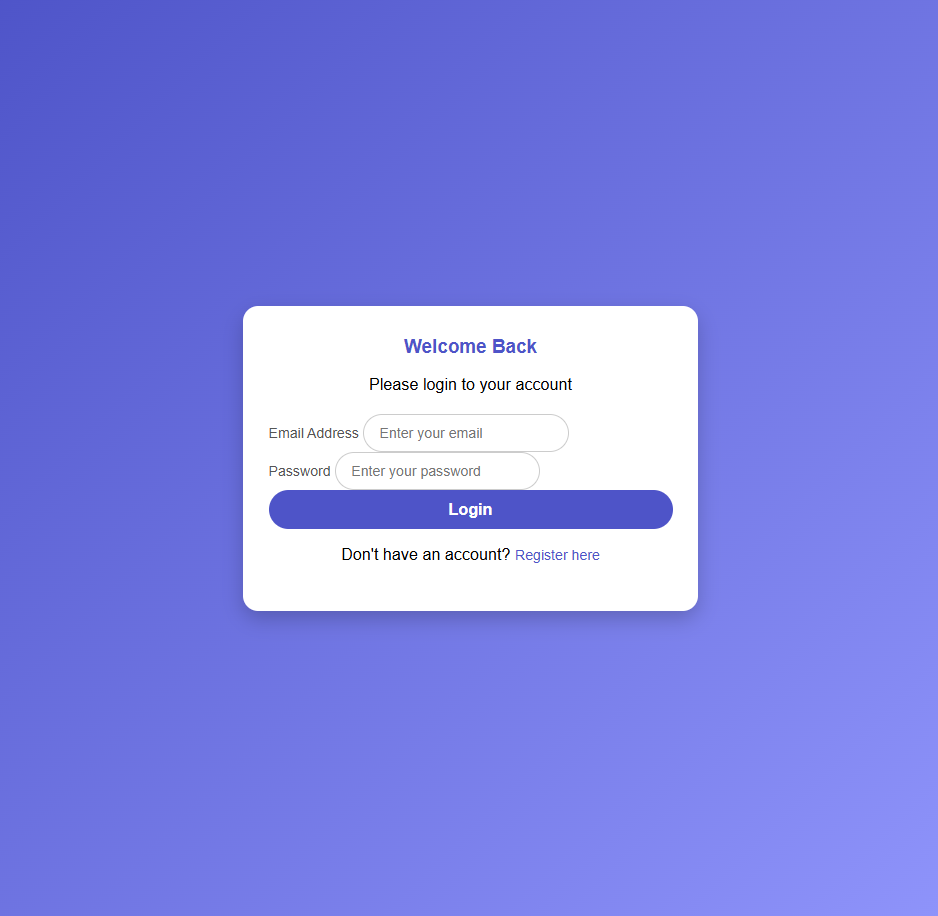 Welcome Back
Please login to your account
Email Address Enter your email
Password Enter your password
Login
Don't have an account? Register here